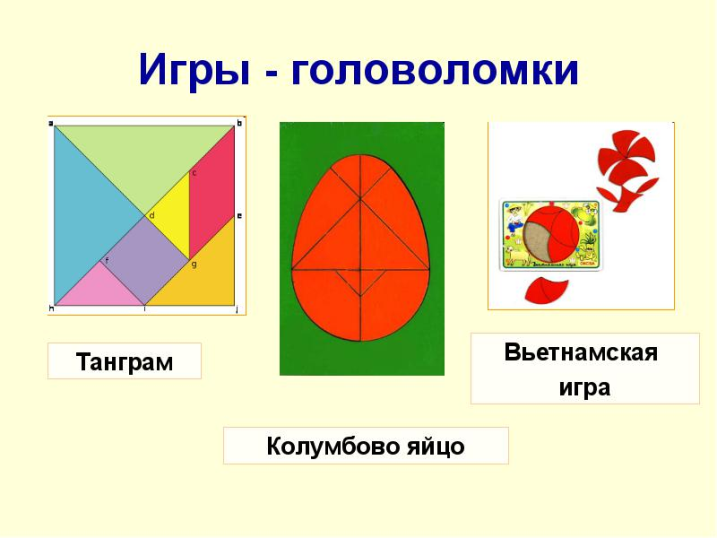 Игры - головоломки
a
b
c
d
e
f
g
h
i
j
Танграм
Вьетнамская
игра
Колумбово яйцо